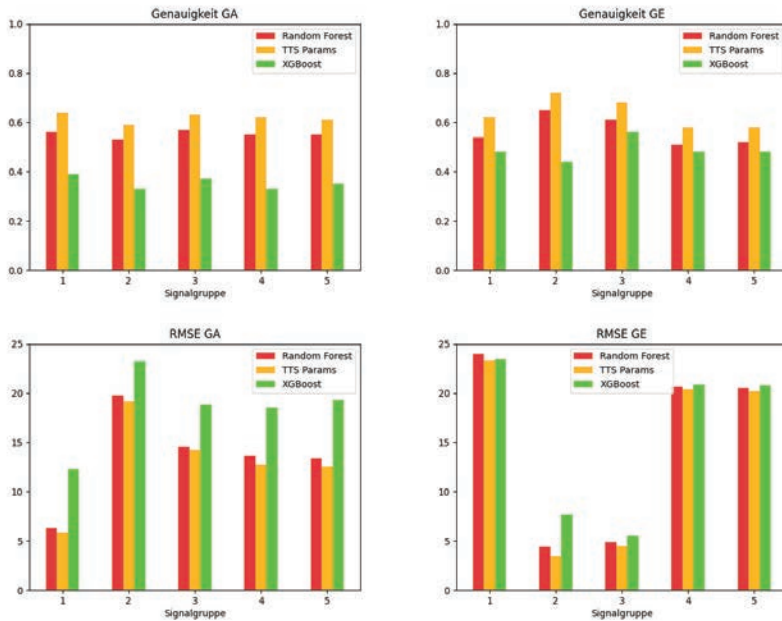 Genauigkeit GA
1.0
0.8
0.6
0.4
0.2
0.0
Random Forest
TTS Params
XGBoost
1 2 3 4 5
Signalgruppe
Genauigkeit GE
1.0
0.8
0.6
0.4
0.2
0.0
Random Forest
TTS Params
XGBoost
1 2 3 4 5
Signalgruppe
RMSE GA
25
20
15
10
5
0
Random Forest
TTS Params
XGBoost
1 2 3 4 5
Signalgruppe
RMSE GE
25
20
15
10
5
0
Random Forest
TTS Params
XGBoost
1 2 3 4 5
Signalgruppe